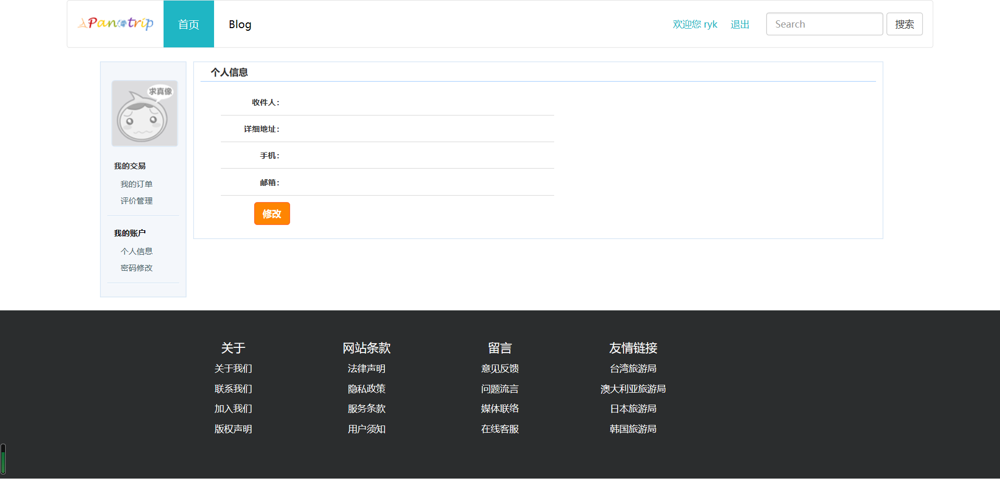 Panotrip 首页 Blog 欢迎您 ryk 退出 Search 搜索
求真像
我的交易
我的订单
评价管理
我的账户
个人信息
密码修改
个人信息
收件人：
详细地址：
手机：
邮箱：
修改
关于
关于我们
联系我们
加入我们
版权声明
网站条款
法律声明
隐私政策
服务条款
用户须知
留言
意见反馈
问题流言
媒体联络
在线客服
友情链接
台湾旅游局
澳大利亚旅游局
日本旅游局
韩国旅游局